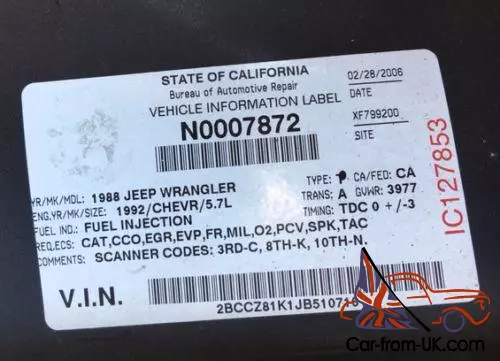 STATE OF CALIFORNIA
Bureau of Automotive Repair
VEHICLE INFORMATION LABEL
N0007872
02/28/2006
DATE
XF799200
SITE
IC127853
YR/MK/MDL: 1988 JEEP WRANGLER
ENG.YR/MK/SIZE: 1992/CHEVR/5.7L
FUEL INJ.: FUEL INJECTION
REQ.ECS: CAT,CCO,EGR,EVP,FR,MIL,O2,PCV,SPK,TAC
TYPE: P CA/FED: CA
TRANS: A GVWR: 3977
TIMING: TDC 0 +/-3
SCANNER CODES: 3RD-C, 8TH-K, 10TH-N.
V.I.N.
2BCCZ81K1JB51071
Car-from-UK.com